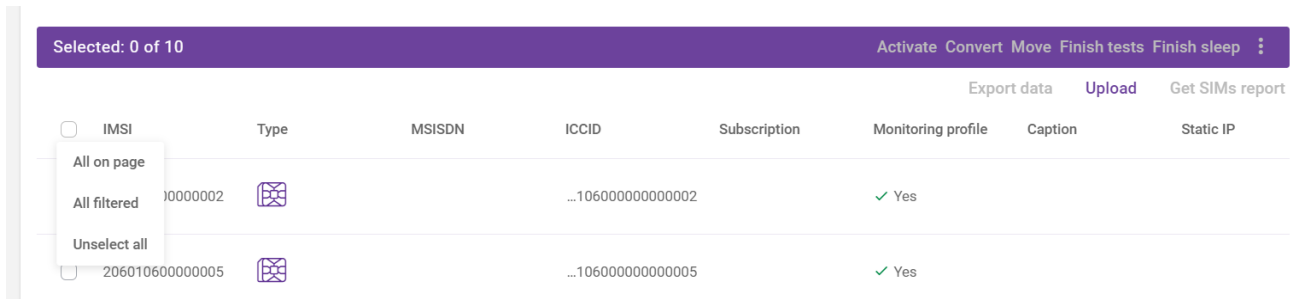 Selected: 0 of 10
Activate Convert Move Finish tests Finish sleep
Export data Upload Get SIMs report
IMSI Type MSISDN ICCID Subscription Monitoring profile Caption Static IP
All on page
All filtered
...106000000000002 Yes
Unselect all
206010600000005 ...106000000000005 Yes